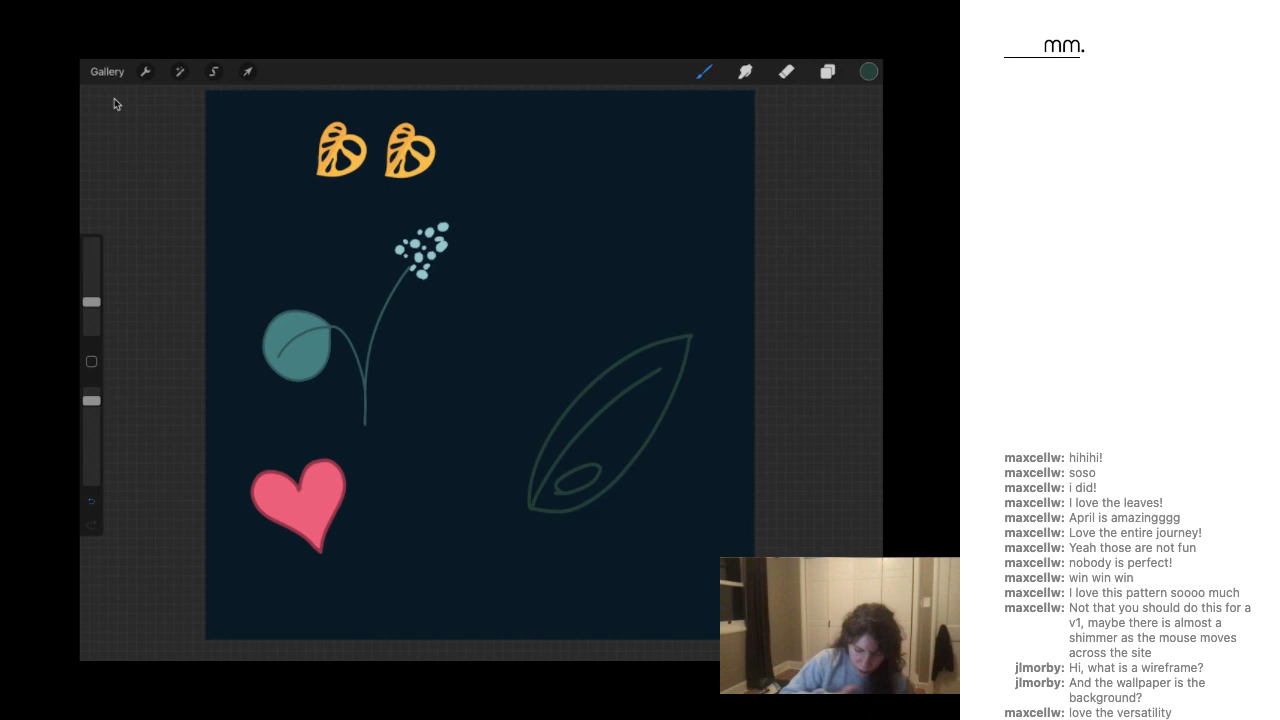 Gallery
mm.
maxcellw: hihihi!
maxcellw: soso
maxcellw: i did!
maxcellw: I love the leaves!
maxcellw: April is amazingggg
maxcellw: Love the entire journey!
maxcellw: Yeah those are not fun
maxcellw: nobody is perfect!
maxcellw: win win win
maxcellw: I love this pattern soooo much
maxcellw: Not that you should do this for a
v1, maybe there is almost a
shimmer as the mouse moves
across the site
jlmorby: Hi, what is a wireframe?
jlmorby: And the wallpaper is the
background?
maxcellw: love the versatility